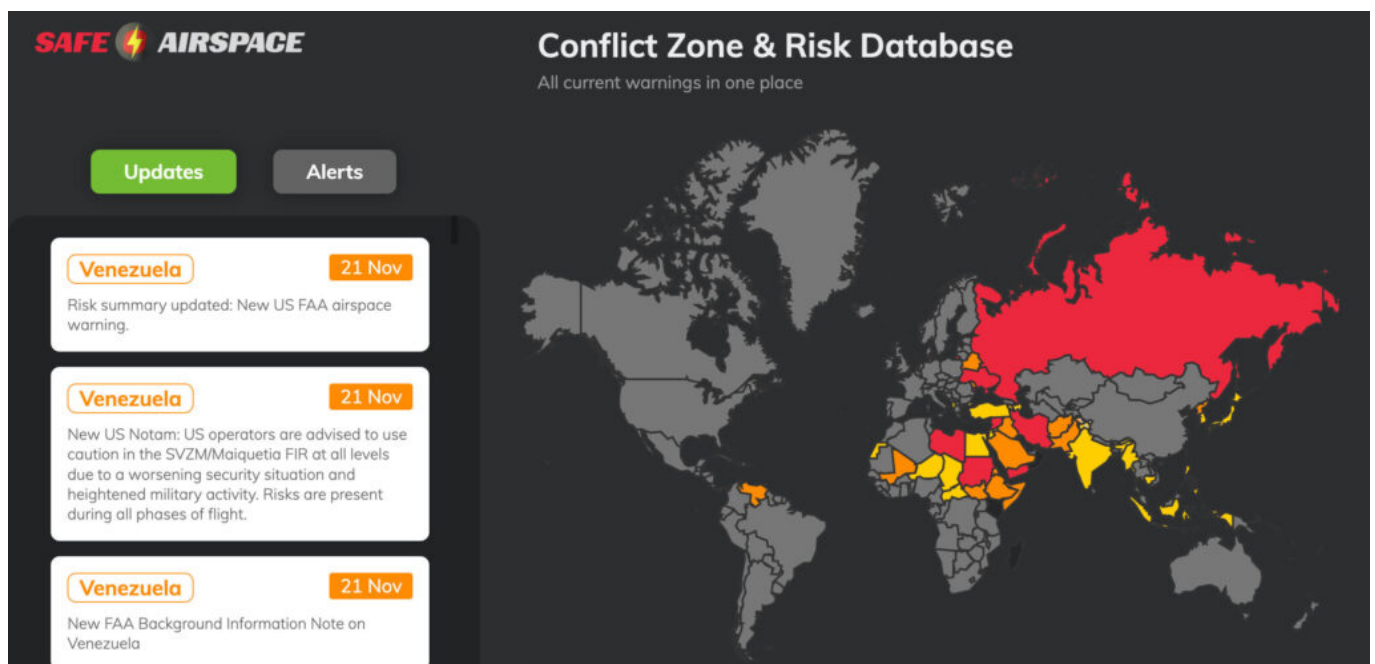 SAFE AIRSPACE
Conflict Zone & Risk Database
All current warnings in one place
Updates
Alerts
Venezuela
21 Nov
Risk summary updated: New US FAA airspace
warning.
Venezuela
21 Nov
New US Notam: US operators are advised to use
caution in the SVZM/Maiquetia FIR at all levels
due to a worsening security situation and
heightened military activity. Risks are present
during all phases of flight.
Venezuela
21 Nov
New FAA Background Information Note on
Venezuela